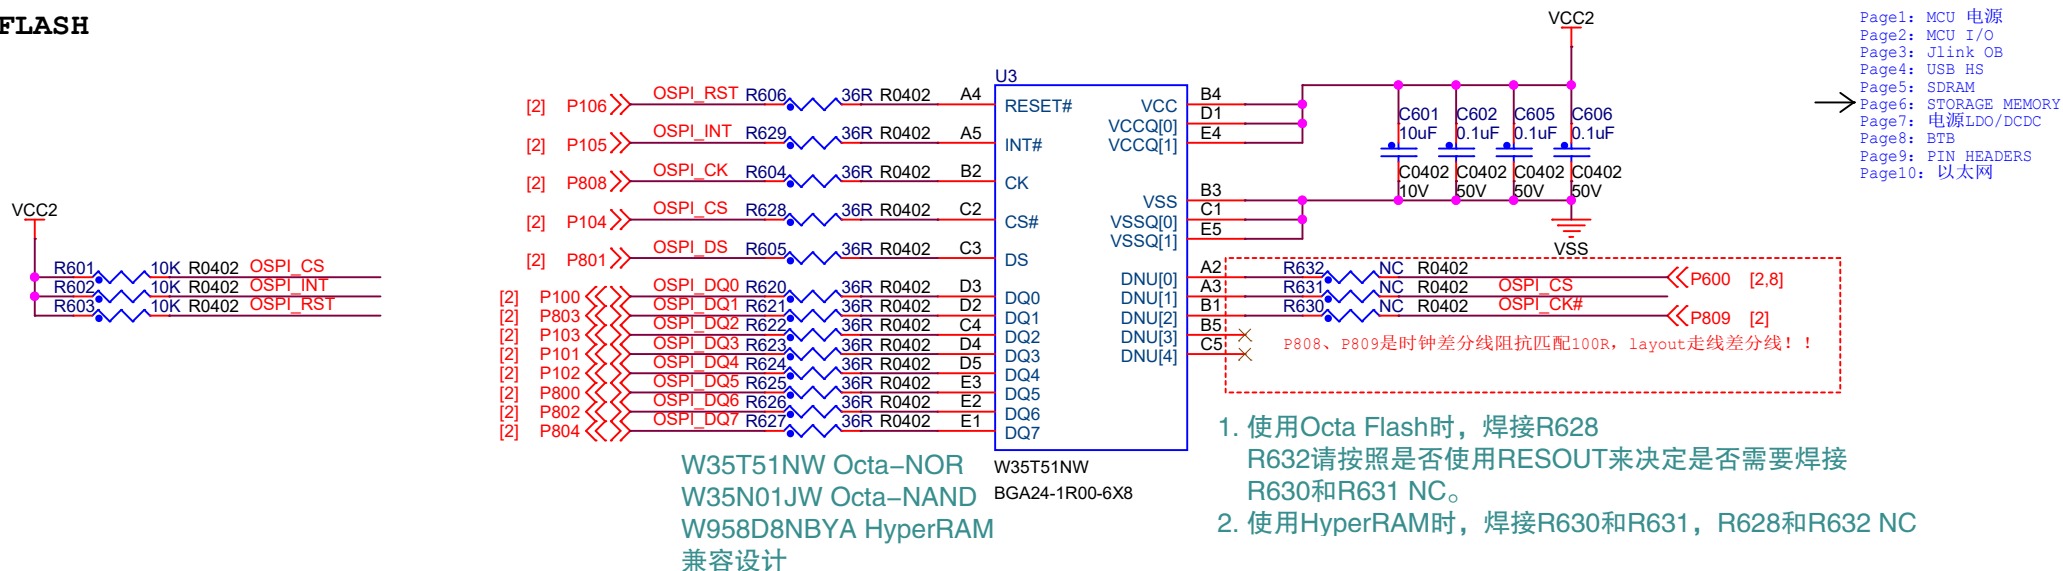 FLASH
VCC2
Page1: MCU 电源
Page2: MCU I/O
Page3: Jlink OB
Page4: USB HS
Page5: SDRAM
Page6: STORAGE MEMORY
Page7: 电源LDO/DCDC
Page8: BTB
Page9: PIN HEADERS
Page10: 以太网
VCC2
R601 10K R0402 OSPI_CS
R602 10K R0402 OSPI_INT
R603 10K R0402 OSPI_RST
U3
[2] P106 OSPI_RST R606 36R R0402 A4 RESET#
[2] P105 OSPI_INT R629 36R R0402 A5 INT#
[2] P808 OSPI_CK R604 36R R0402 B2 CK
[2] P104 OSPI_CS R628 36R R0402 C2 CS#
[2] P801 OSPI_DS R605 36R R0402 C3 DS
[2] P100 OSPI_DQ0 R620 36R R0402 D3 DQ0
[2] P803 OSPI_DQ1 R621 36R R0402 D2 DQ1
[2] P103 OSPI_DQ2 R622 36R R0402 C4 DQ2
[2] P101 OSPI_DQ3 R623 36R R0402 D4 DQ3
[2] P102 OSPI_DQ4 R624 36R R0402 D5 DQ4
[2] P800 OSPI_DQ5 R625 36R R0402 E3 DQ5
[2] P802 OSPI_DQ6 R626 36R R0402 E2 DQ6
[2] P804 OSPI_DQ7 R627 36R R0402 E1 DQ7
VCC B4
VCCQ[0] D1
VCCQ[1] E4
VSS B3
VSSQ[0] C1
VSSQ[1] E5
DNU[0] A2 R632 NC R0402 P600 [2,8]
DNU[1] A3 R631 NC R0402 OSPI_CS
DNU[2] B1 R630 NC R0402 OSPI_CK# P809 [2]
DNU[3] B5
DNU[4] C5
C601 C602 C605 C606
10uF 0.1uF 0.1uF 0.1uF
C0402 C0402 C0402 C0402
10V 50V 50V 50V
VSS
P808、P809是时钟差分线阻抗匹配100R, layout走线差分线!!
W35T51NW
BGA24-1R00-6X8
W35T51NW Octa-NOR
W35N01JW Octa-NAND
W958D8NBYA HyperRAM
兼容设计
1. 使用Octa Flash时，焊接R628
R632请按照是否使用RESOUT来决定是否需要焊接
R630和R631 NC。
2. 使用HyperRAM时，焊接R630和R631，R628和R632 NC